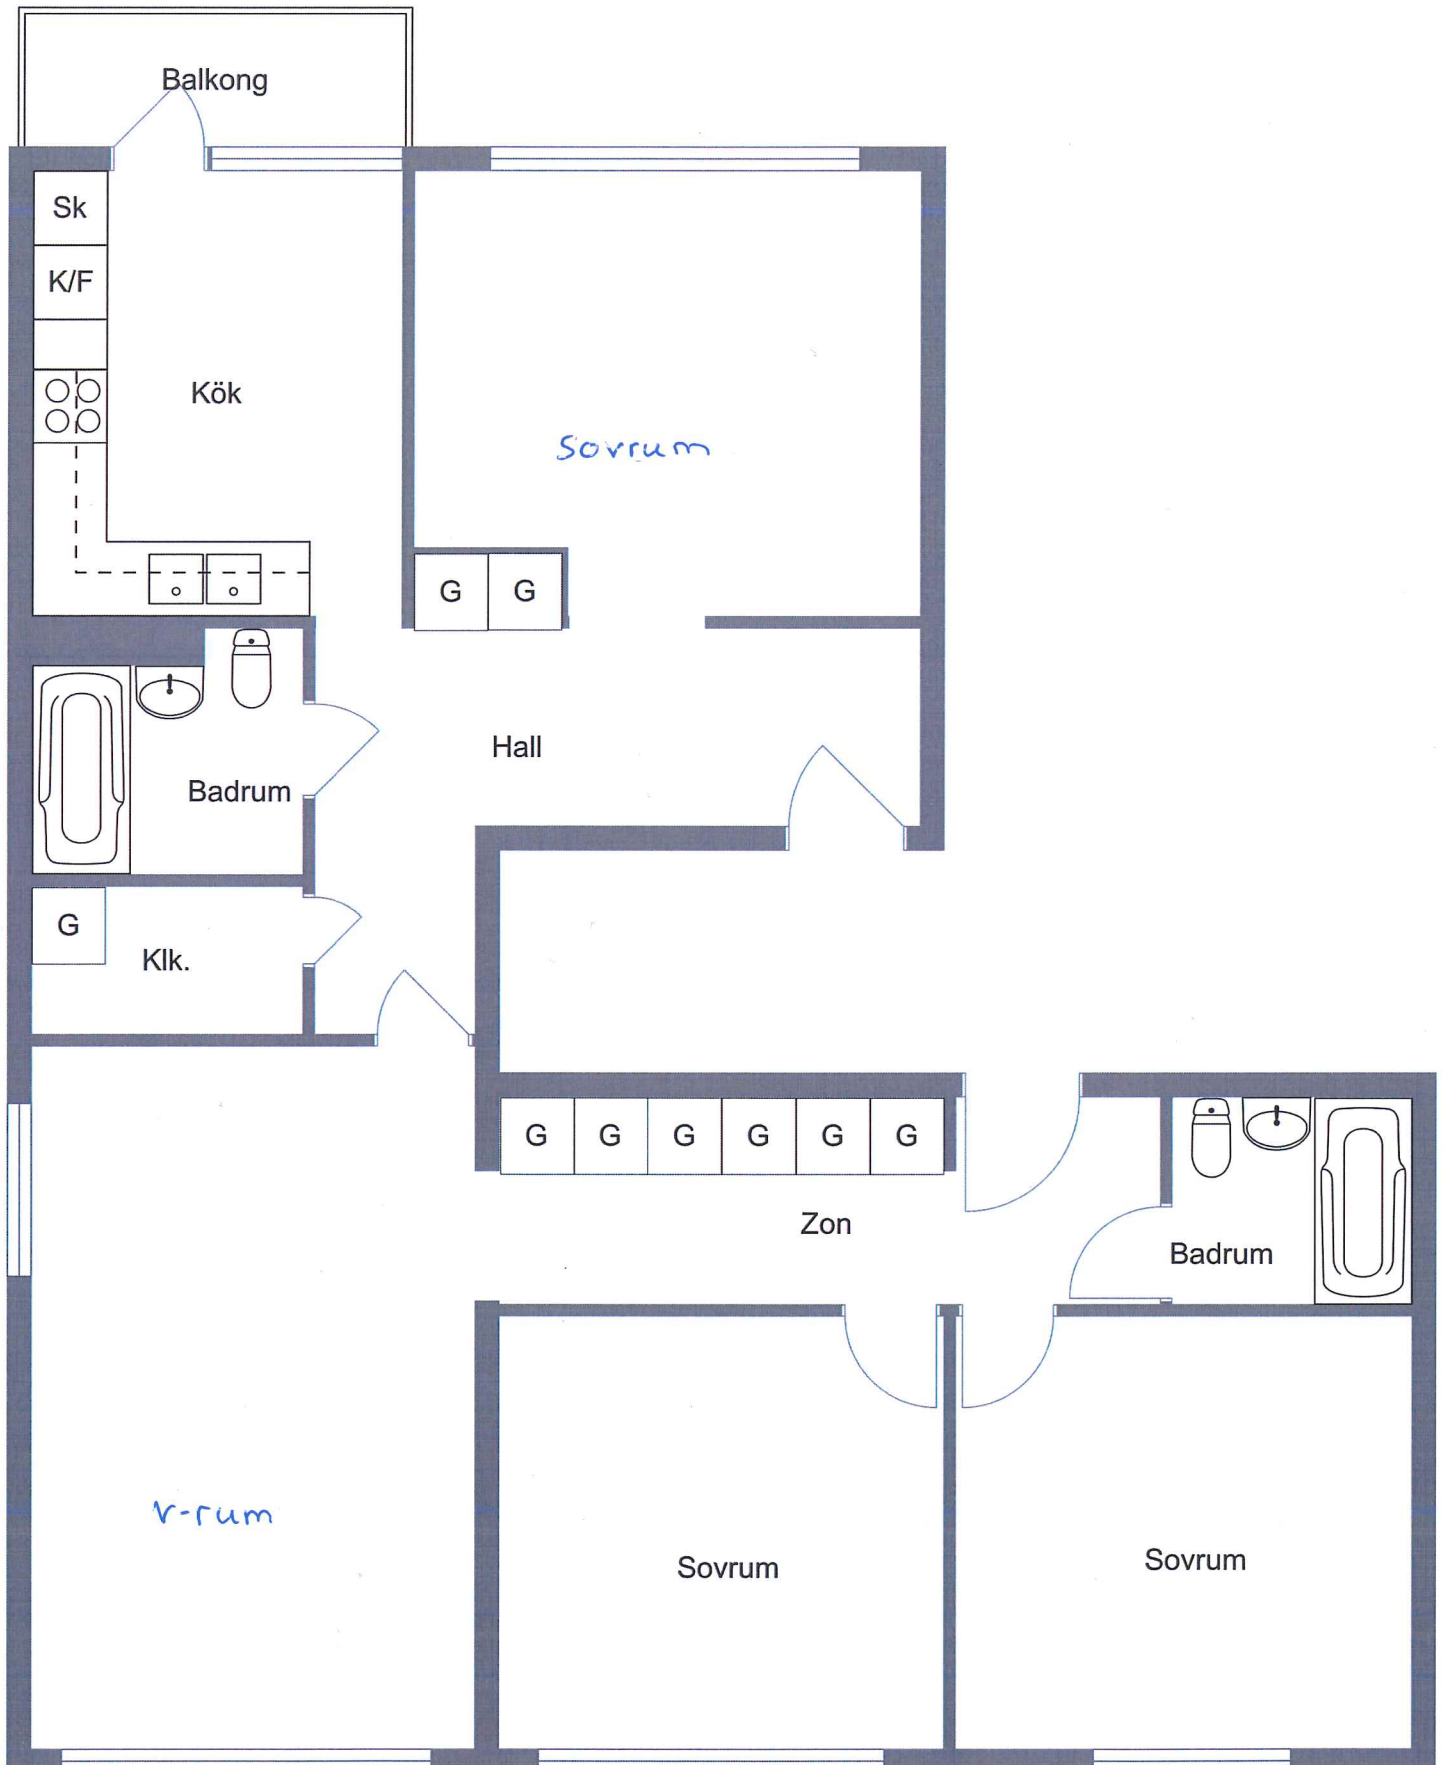 Balkong
Sk
K/F
Kök
Sovrum
G G
Hall
Badrum
G
Klk.
G G G G G G
Zon
Badrum
V-rum
Sovrum
Sovrum